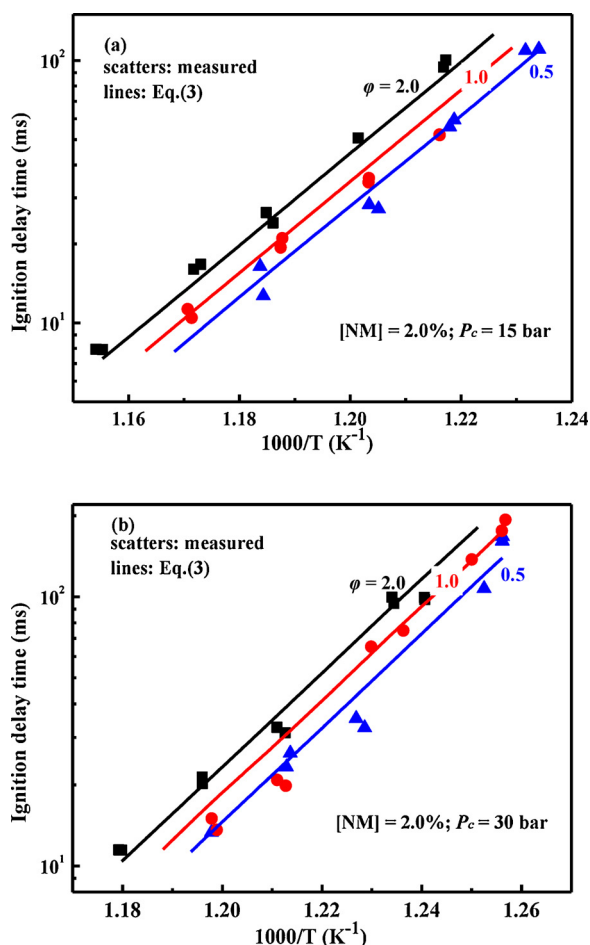 (a)
scatters: measured
lines: Eq.(3)
φ = 2.0
1.0
0.5
10²
10¹
Ignition delay time (ms)
[NM] = 2.0%; Pc = 15 bar
1.16 1.18 1.20 1.22 1.24
1000/T (K⁻¹)
(b)
scatters: measured
lines: Eq.(3)
φ = 2.0
1.0
0.5
10²
10¹
Ignition delay time (ms)
[NM] = 2.0%; Pc = 30 bar
1.18 1.20 1.22 1.24 1.26
1000/T (K⁻¹)